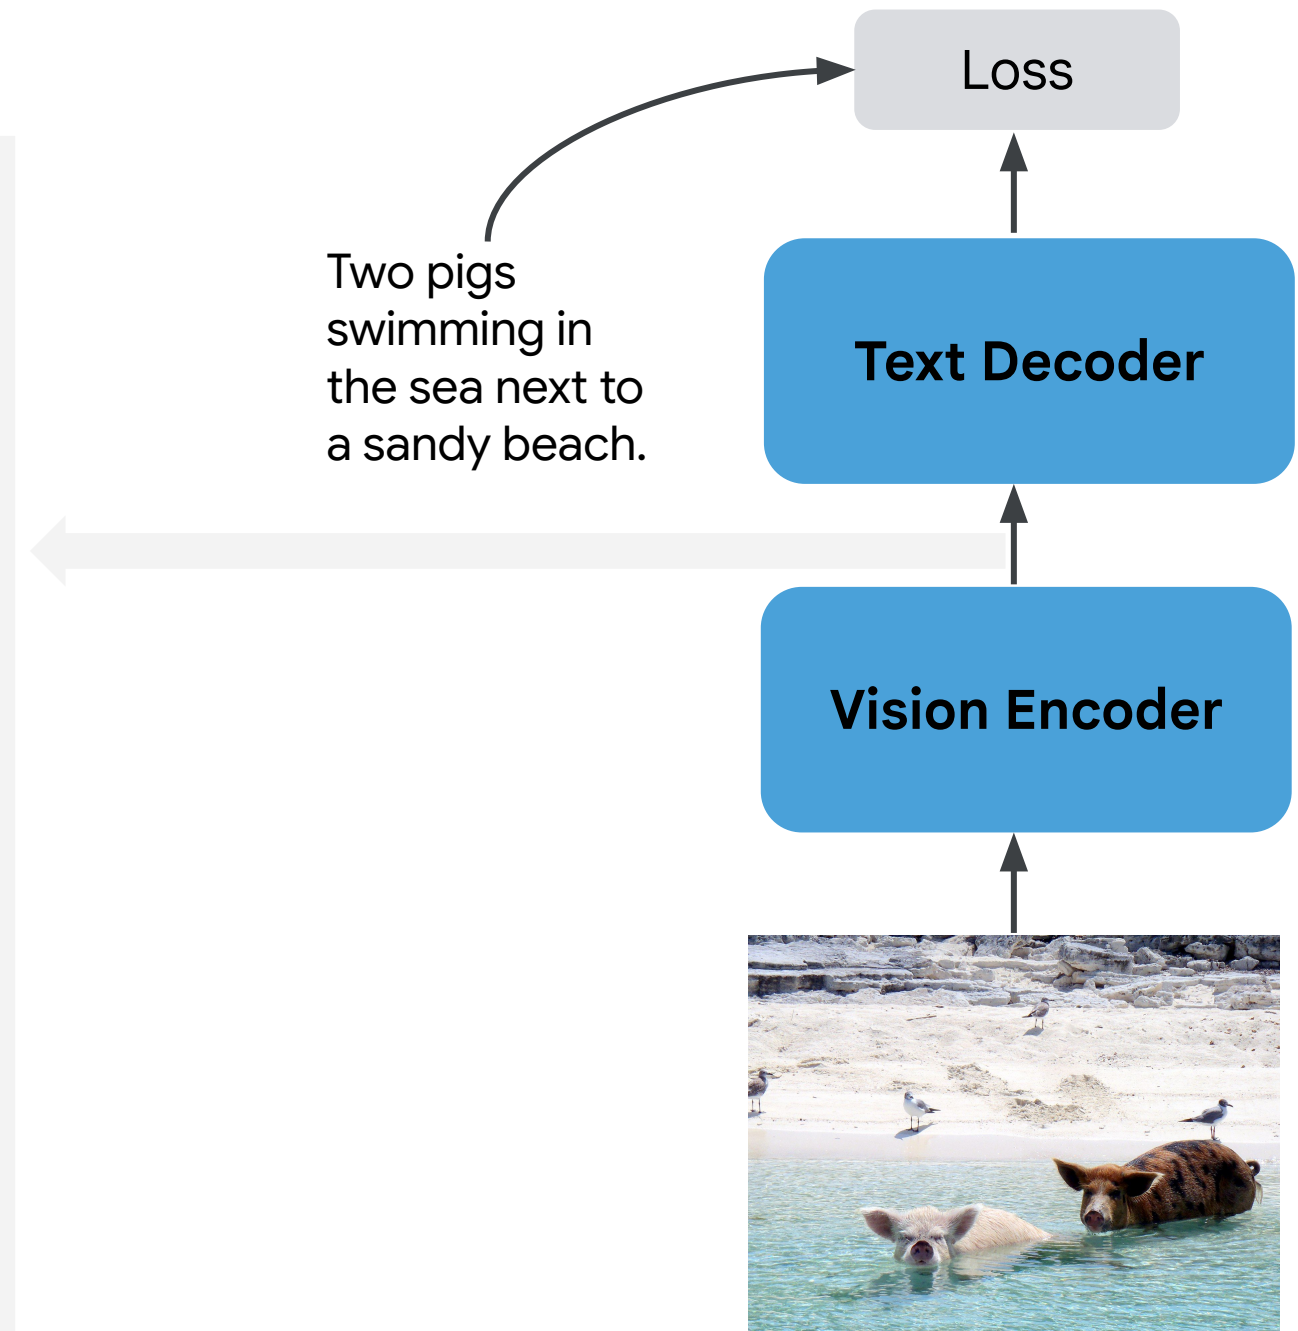 Loss
Two pigs
swimming in
the sea next to
a sandy beach.
Text Decoder
Vision Encoder